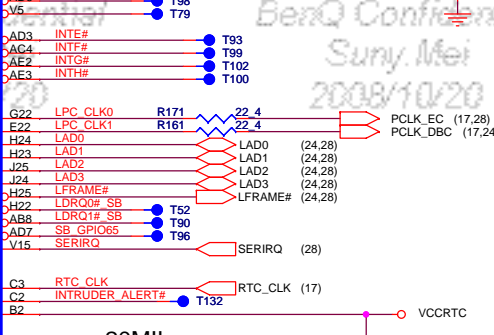 T98
V5 T79
BenQ Confiden
AD3 INTE# T93
AC4 INTF# T99
Suny.Mei
AE2 INTG# T102
AE3 INTH# T100
2008/10/20
G22 LPC_CLK0 R171 22_4 PCLK_EC (17,28)
E22 LPC_CLK1 R161 22_4 PCLK_DBC (17,24
H24 LAD0 LAD0 (24,28)
H23 LAD1 LAD1 (24,28)
J25 LAD2 LAD2 (24,28)
J24 LAD3 LAD3 (24,28)
H25 LFRAME# LFRAME# (24,28)
H22 LDRQ0#_SB T52
AB8 LDRQ1#_SB T90
AD7 SB_GPIO65 T96
V15 SERIRQ SERIRQ (28)
C3 RTC_CLK RTC_CLK (17)
C2 INTRUDER_ALERT# T132
B2 VCCRTC